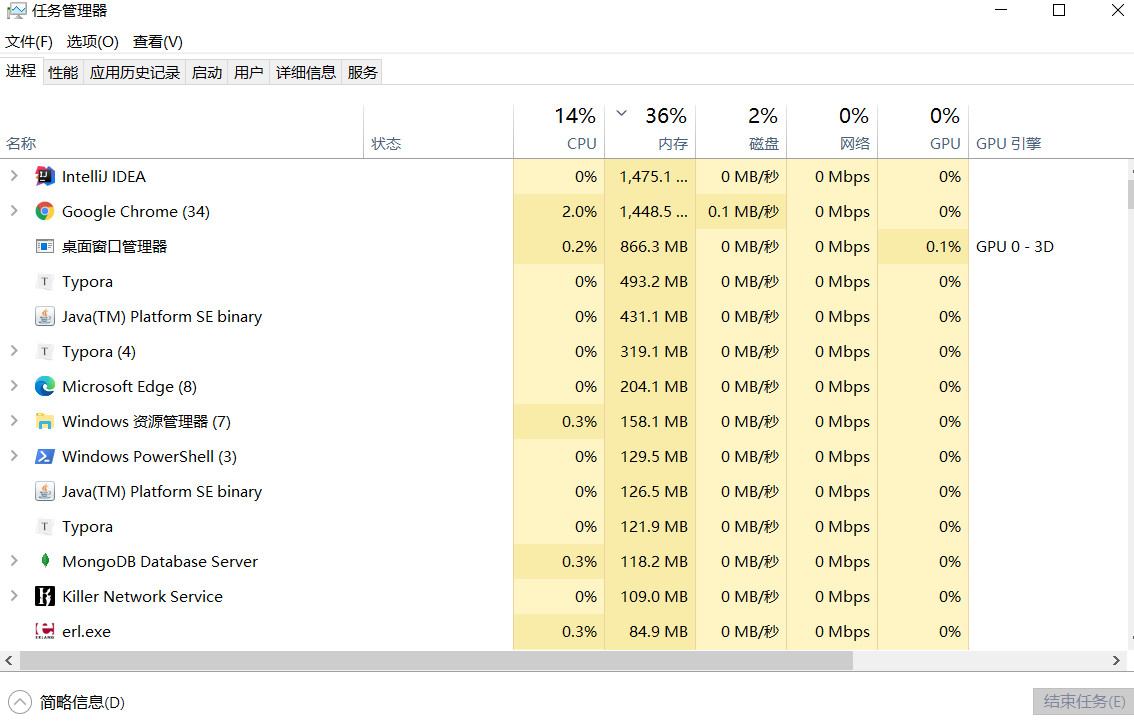 任务管理器
文件(F) 选项(O) 查看(V)
进程 性能 应用历史记录 启动 用户 详细信息 服务
14% 36% 2% 0% 0%
名称 状态 CPU 内存 磁盘 网络 GPU GPU 引擎
IntelliJ IDEA 0% 1,475.1 ... 0 MB/秒 0 Mbps 0%
Google Chrome (34) 2.0% 1,448.5 ... 0.1 MB/秒 0 Mbps 0%
桌面窗口管理器 0.2% 866.3 MB 0 MB/秒 0 Mbps 0.1% GPU 0 - 3D
Typora 0% 493.2 MB 0 MB/秒 0 Mbps 0%
Java(TM) Platform SE binary 0% 431.1 MB 0 MB/秒 0 Mbps 0%
Typora (4) 0% 319.1 MB 0 MB/秒 0 Mbps 0%
Microsoft Edge (8) 0% 204.1 MB 0 MB/秒 0 Mbps 0%
Windows 资源管理器 (7) 0.3% 158.1 MB 0 MB/秒 0 Mbps 0%
Windows PowerShell (3) 0% 129.5 MB 0 MB/秒 0 Mbps 0%
Java(TM) Platform SE binary 0% 126.5 MB 0 MB/秒 0 Mbps 0%
Typora 0% 121.9 MB 0 MB/秒 0 Mbps 0%
MongoDB Database Server 0.3% 118.2 MB 0 MB/秒 0 Mbps 0%
Killer Network Service 0% 109.0 MB 0 MB/秒 0 Mbps 0%
erl.exe 0.3% 84.9 MB 0 MB/秒 0 Mbps 0%
简略信息(D) 结束任务(E)